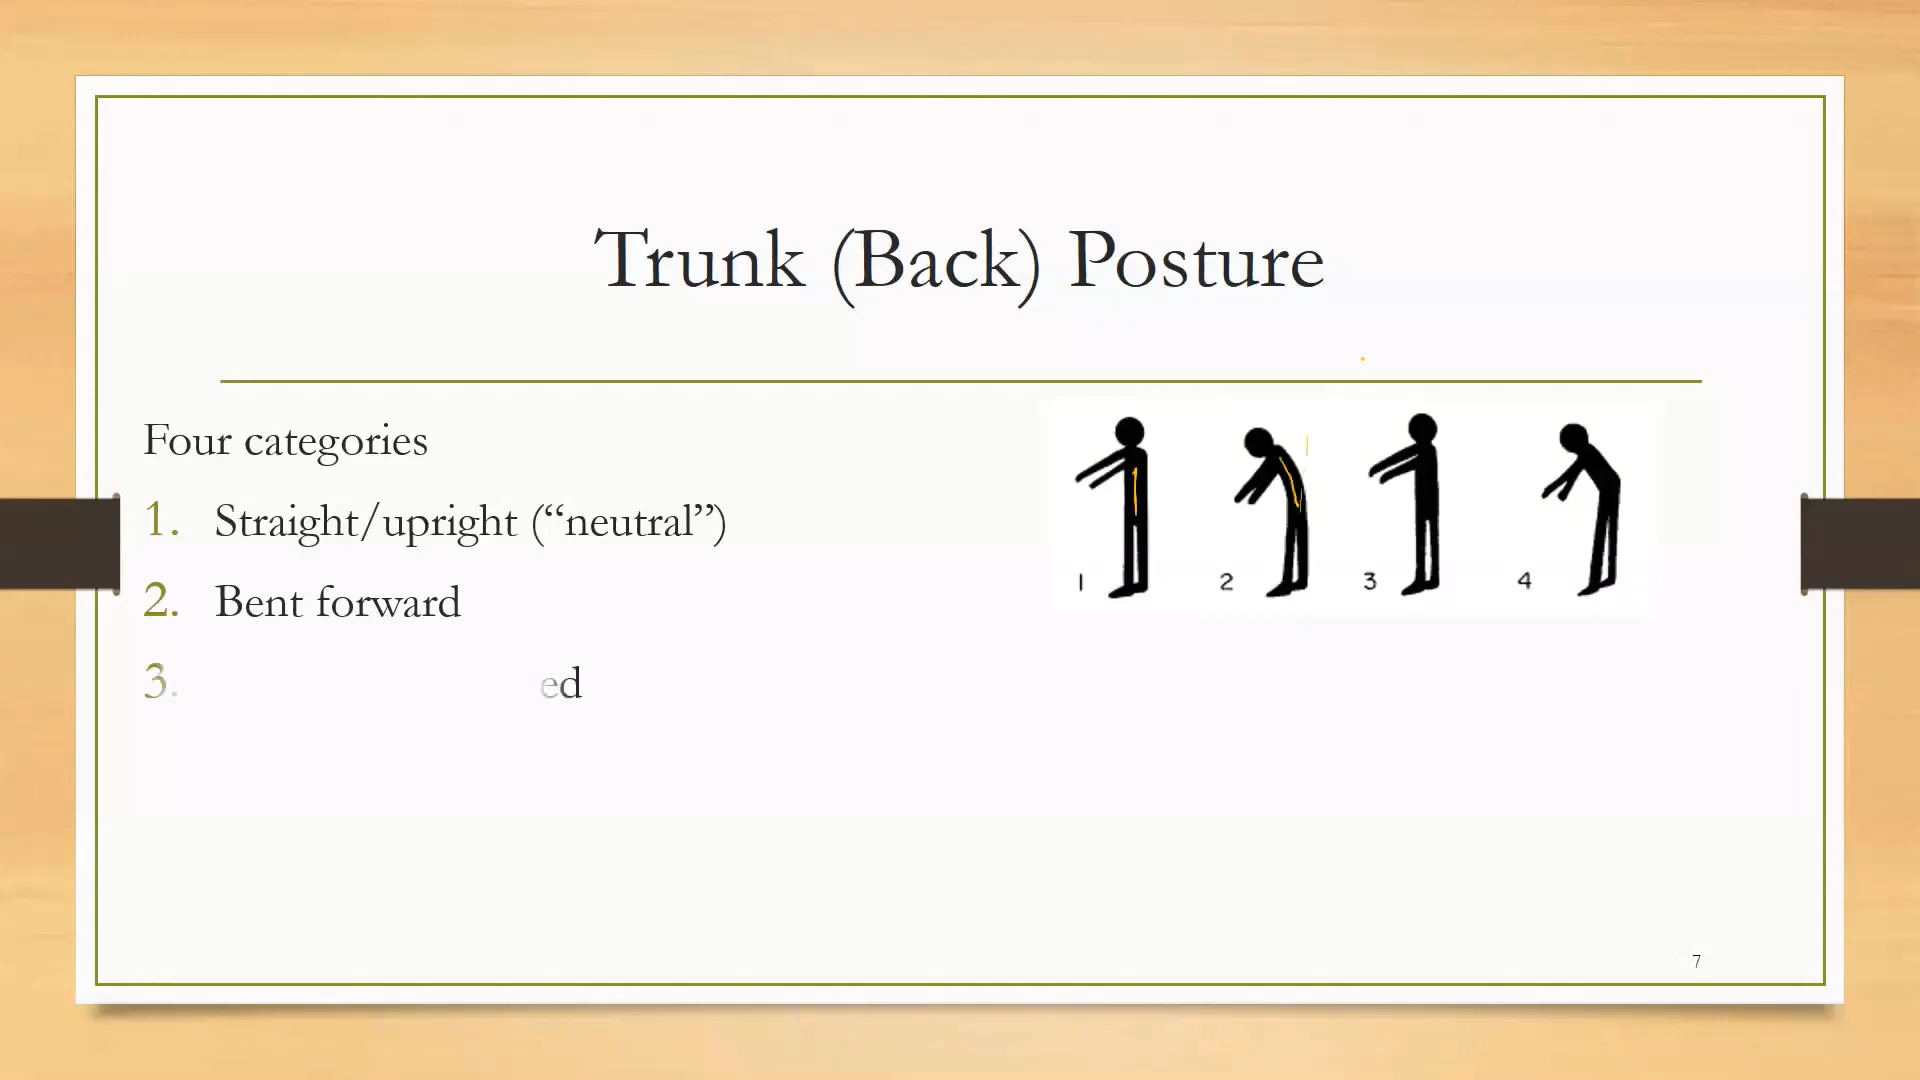 Trunk (Back) Posture
Four categories
1. Straight/upright (“neutral”)
2. Bent forward
3. ed
1 2 3 4
7